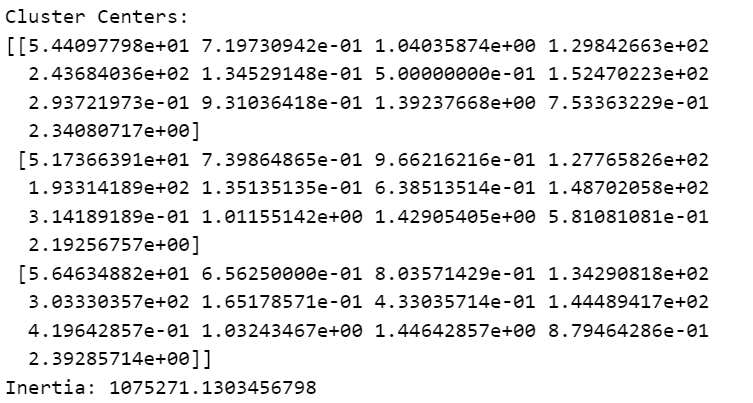 Cluster Centers:
[[5.44097798e+01 7.19730942e-01 1.04035874e+00 1.29842663e+02
2.43684036e+02 1.34529148e-01 5.00000000e-01 1.52470223e+02
2.93721973e-01 9.31036418e-01 1.39237668e+00 7.53363229e-01
2.34080717e+00]
[5.17366391e+01 7.39864865e-01 9.66216216e-01 1.27765826e+02
1.93314189e+02 1.35135135e-01 6.38513514e-01 1.48702058e+02
3.14189189e-01 1.01155142e+00 1.42905405e+00 5.81081081e-01
2.19256757e+00]
[5.64634882e+01 6.56250000e-01 8.03571429e-01 1.34290818e+02
3.03330357e+02 1.65178571e-01 4.33035714e-01 1.44489417e+02
4.19642857e-01 1.03243467e+00 1.44642857e+00 8.79464286e-01
2.39285714e+00]]
Inertia: 1075271.1303456798